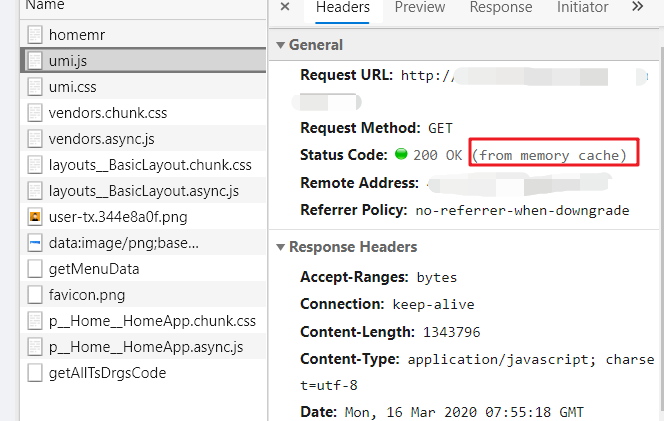 Name
homemr
umi.js
umi.css
vendors.chunk.css
vendors.async.js
layouts__BasicLayout.chunk.css
layouts__BasicLayout.async.js
user-tx.344e8a0f.png
data:image/png;base...
getMenuData
favicon.png
p__Home__HomeApp.chunk.css
p__Home__HomeApp.async.js
getAllTsDrgsCode
× Headers Preview Response Initiator »
General
Request URL: http://
Request Method: GET
Status Code: 200 OK (from memory cache)
Remote Address:
Referrer Policy: no-referrer-when-downgrade
Response Headers
Accept-Ranges: bytes
Connection: keep-alive
Content-Length: 1343796
Content-Type: application/javascript; charse
t=utf-8
Date: Mon, 16 Mar 2020 07:55:18 GMT